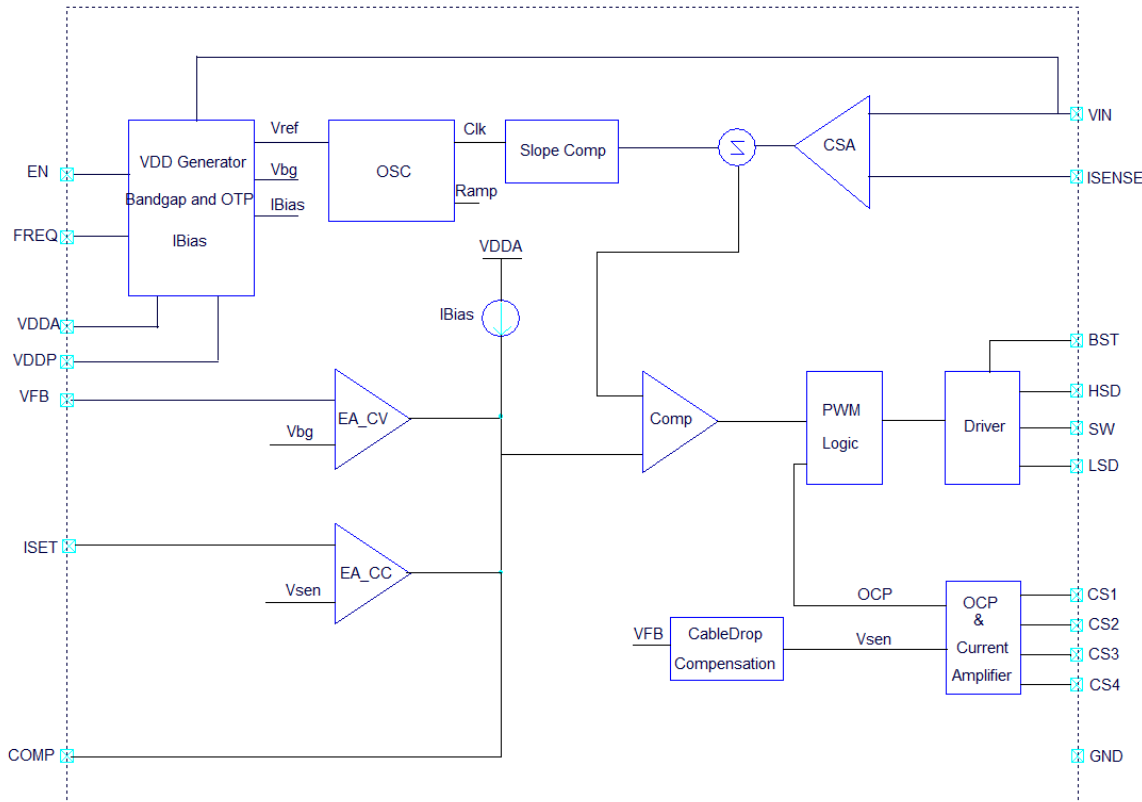 VIN
Vref
Clk
CSA
Slope Comp
Σ
VDD Generator
OSC
EN
Vbg
ISENSE
Bandgap and OTP
Ramp
IBias
FREQ
IBias
VDDA
IBias
VDDA
BST
VDDP
VFB
HSD
EA_CV
Comp
PWM
Logic
Driver
SW
Vbg
LSD
ISET
EA_CC
Vsen
OCP
OCP
&
Current
Amplifier
CS1
CS2
CS3
CS4
VFB
CableDrop
Compensation
Vsen
COMP
GND